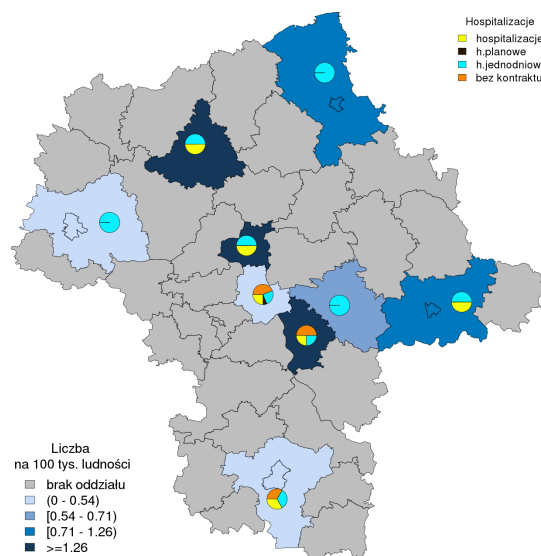 Hospitalizacje
hospitalizacje
h.planowe
h.jednodniowe
bez kontraktu
Liczba
na 100 tys. ludności
brak oddziału
(0 - 0.54)
[0.54 - 0.71)
[0.71 - 1.26)
>=1.26